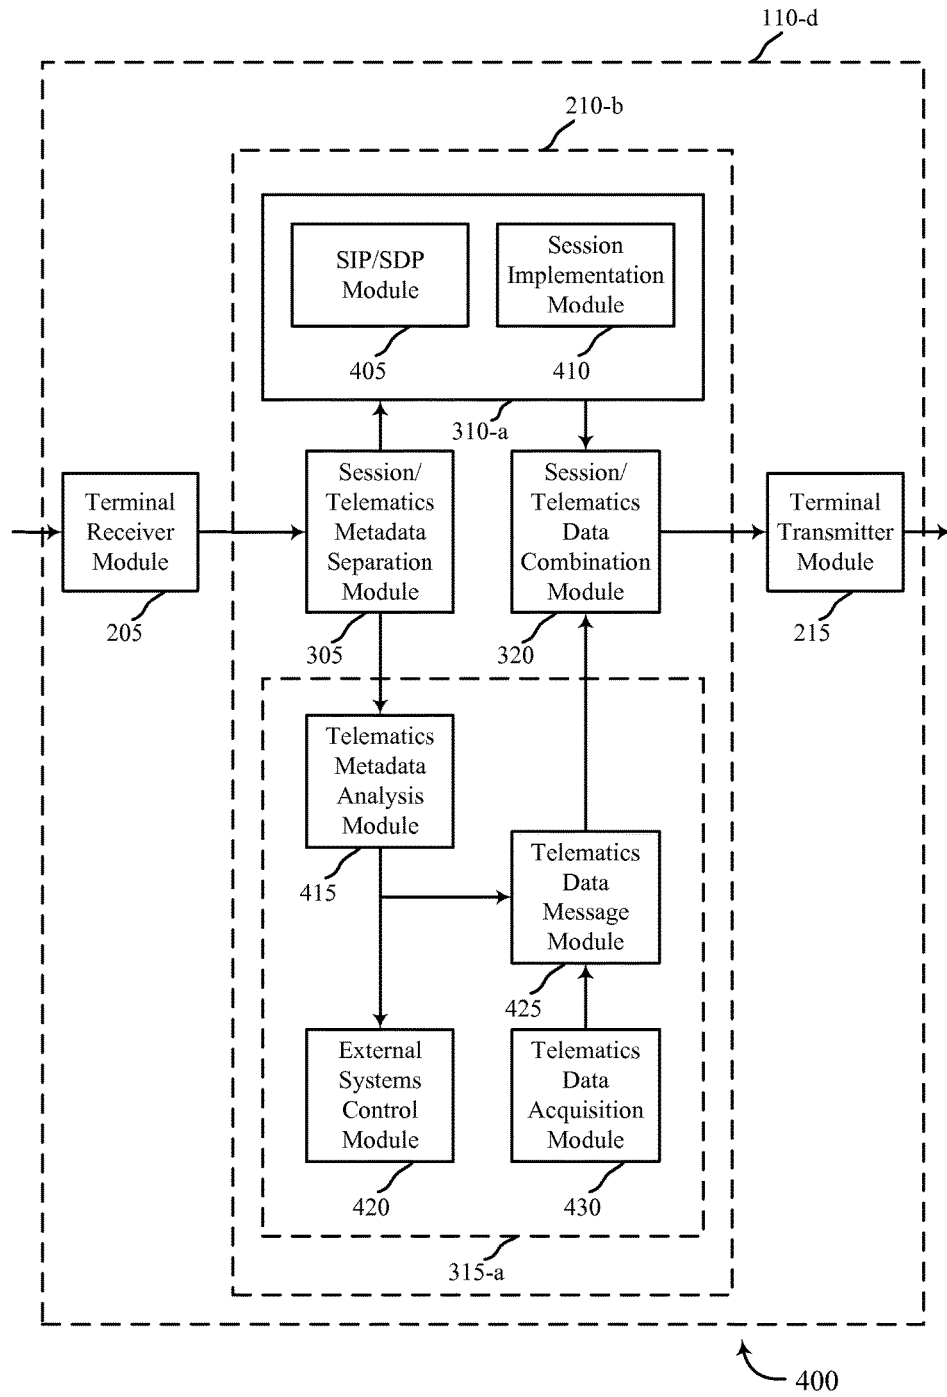 110-d
210-b
SIP/SDP
Module
405
Session
Implementation
Module
410
310-a
Terminal
Receiver
Module
205
Session/
Telematics
Metadata
Separation
Module
305
Session/
Telematics
Data
Combination
Module
320
Terminal
Transmitter
Module
215
Telematics
Metadata
Analysis
Module
415
Telematics
Data
Message
Module
425
External
Systems
Control
Module
420
Telematics
Data
Acquisition
Module
430
315-a
400